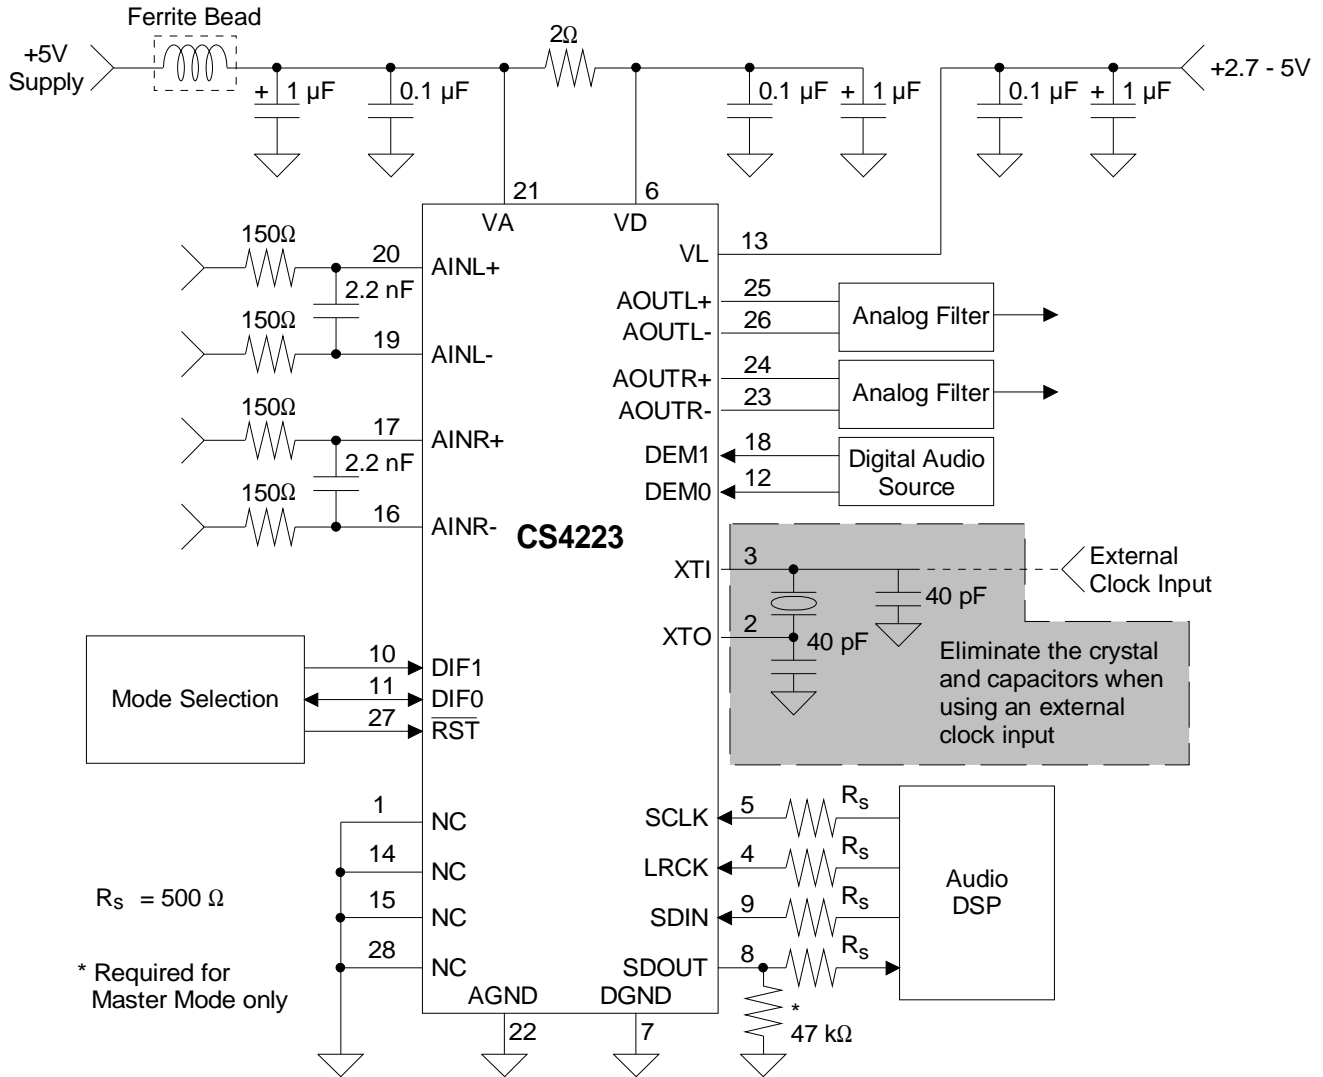 Ferrite Bead
+5V
Supply
2Ω
+2.7 - 5V
+ 1 µF
0.1 µF
0.1 µF
+ 1 µF
0.1 µF
+ 1 µF
21
6
VA
VD
150Ω
20
AINL+
2.2 nF
150Ω
19
AINL-
150Ω
17
AINR+
2.2 nF
150Ω
16
AINR-
CS4223
VL
13
AOUTL+
25
AOUTL-
26
Analog Filter
AOUTR+
24
AOUTR-
23
Analog Filter
DEM1
18
DEM0
12
Digital Audio
Source
XTI
3
External
Clock Input
40 pF
XTO
2
40 pF
Eliminate the crystal
and capacitors when
using an external
clock input
Mode Selection
10
DIF1
11
DIF0
27
RST
1
NC
14
NC
15
NC
28
NC
SCLK
5
Rs
LRCK
4
Rs
SDIN
9
Rs
SDOUT
8
Rs
Audio
DSP
*
47 kΩ
Rs = 500 Ω
* Required for
Master Mode only
AGND
22
DGND
7